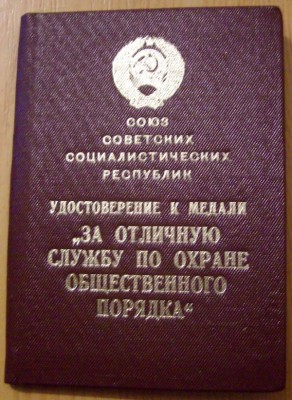 СОЮЗ
СОВЕТСКИХ
СОЦИАЛИСТИЧЕСКИХ
РЕСПУБЛИК
УДОСТОВЕРЕНИЕ К МЕДАЛИ
„ЗА ОТЛИЧНУЮ
СЛУЖБУ ПО ОХРАНЕ
ОБЩЕСТВЕННОГО
ПОРЯДКА“